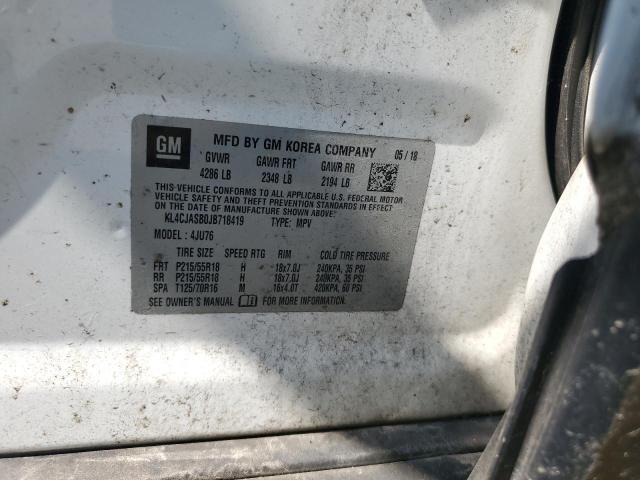 GM MFD BY GM KOREA COMPANY 05/18
GVWR GAWR FRT GAWR RR
4286 LB 2348 LB 2194 LB
THIS VEHICLE CONFORMS TO ALL APPLICABLE U.S. FEDERAL MOTOR
VEHICLE SAFETY AND THEFT PREVENTION STANDARDS IN EFFECT
ON THE DATE OF MANUFACTURE SHOWN ABOVE.
KL4CJASB0JB718419 TYPE: MPV
MODEL: 4JU76
TIRE SIZE SPEED RTG RIM COLD TIRE PRESSURE
FRT P215/55R18 H 18x7.0J 240KPA, 35 PSI
RR P215/55R18 H 18x7.0J 240KPA, 35 PSI
SPA T125/70R16 M 16x4.0T 420KPA, 60 PSI
SEE OWNER'S MANUAL FOR MORE INFORMATION.